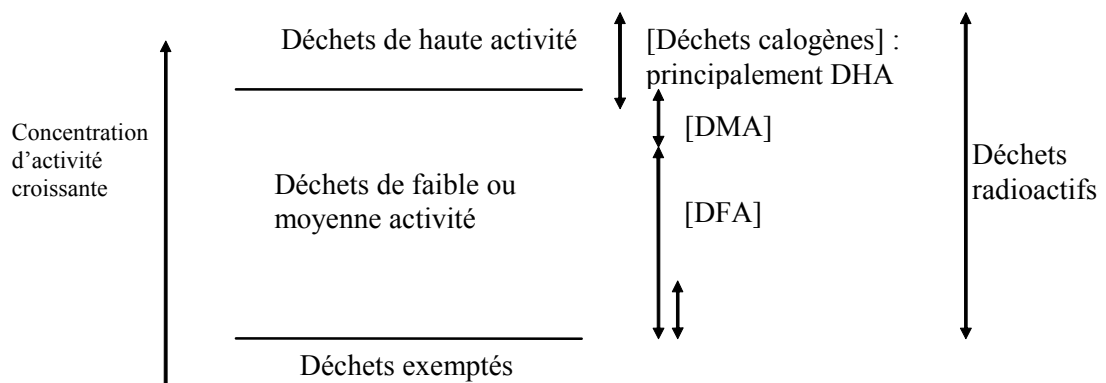 Déchets de haute activité
[Déchets calogènes] :
principalement DHA
[DMA]
Concentration
d’activité
croissante
Déchets
radioactifs
Déchets de faible ou
moyenne activité
[DFA]
Déchets exemptés